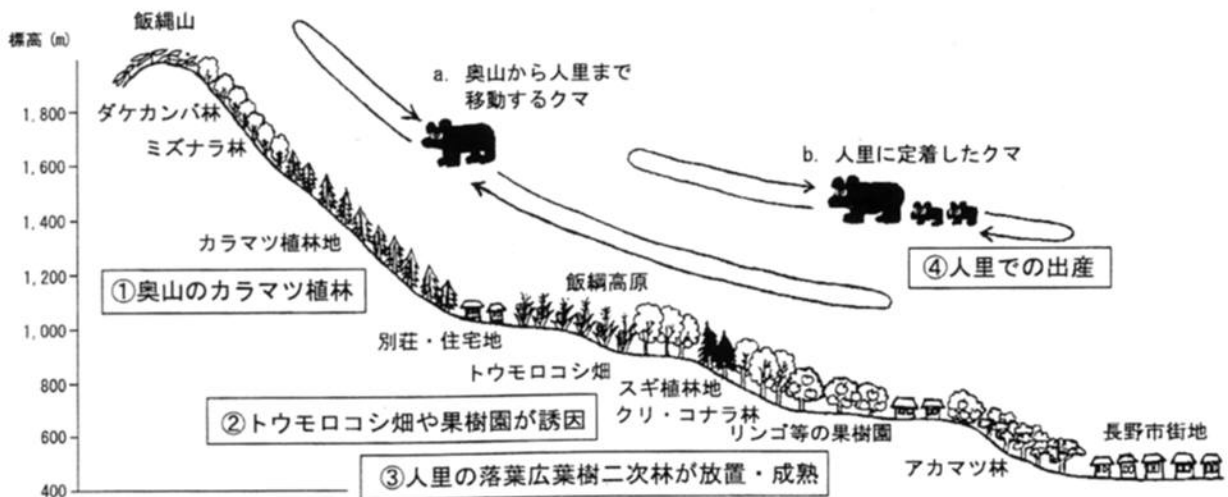 飯縄山
標高 (m)
1,800
1,600
1,400
1,200
1,000
800
600
400
a. 奥山から人里まで
移動するクマ
b. 人里に定着したクマ
ダケカンバ林
ミズナラ林
カラマツ植林地
①奥山のカラマツ植林
④人里での出産
飯綱高原
別荘・住宅地
トウモロコシ畑
スギ植林地
クリ・コナラ林
②トウモロコシ畑や果樹園が誘因
リンゴ等の果樹園
長野市街地
アカマツ林
③人里の落葉広葉樹二次林が放置・成熟